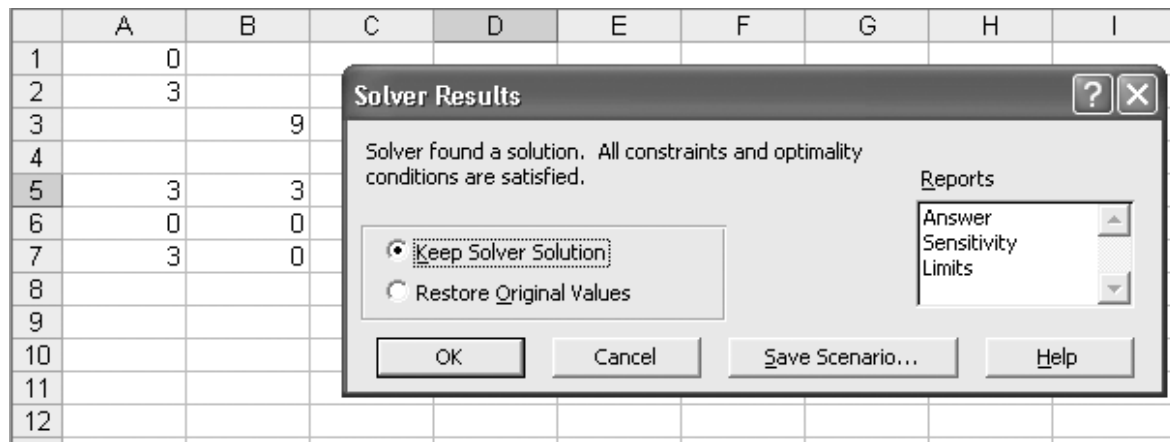 A B C D E F G H I
1 0
2 3
3 9
4
5 3 3
6 0 0
7 3 0
8
9
10
11
12
Solver Results
Solver found a solution. All constraints and optimality
conditions are satisfied.
Reports
Answer
Sensitivity
Limits
Keep Solver Solution
Restore Original Values
OK Cancel Save Scenario... Help